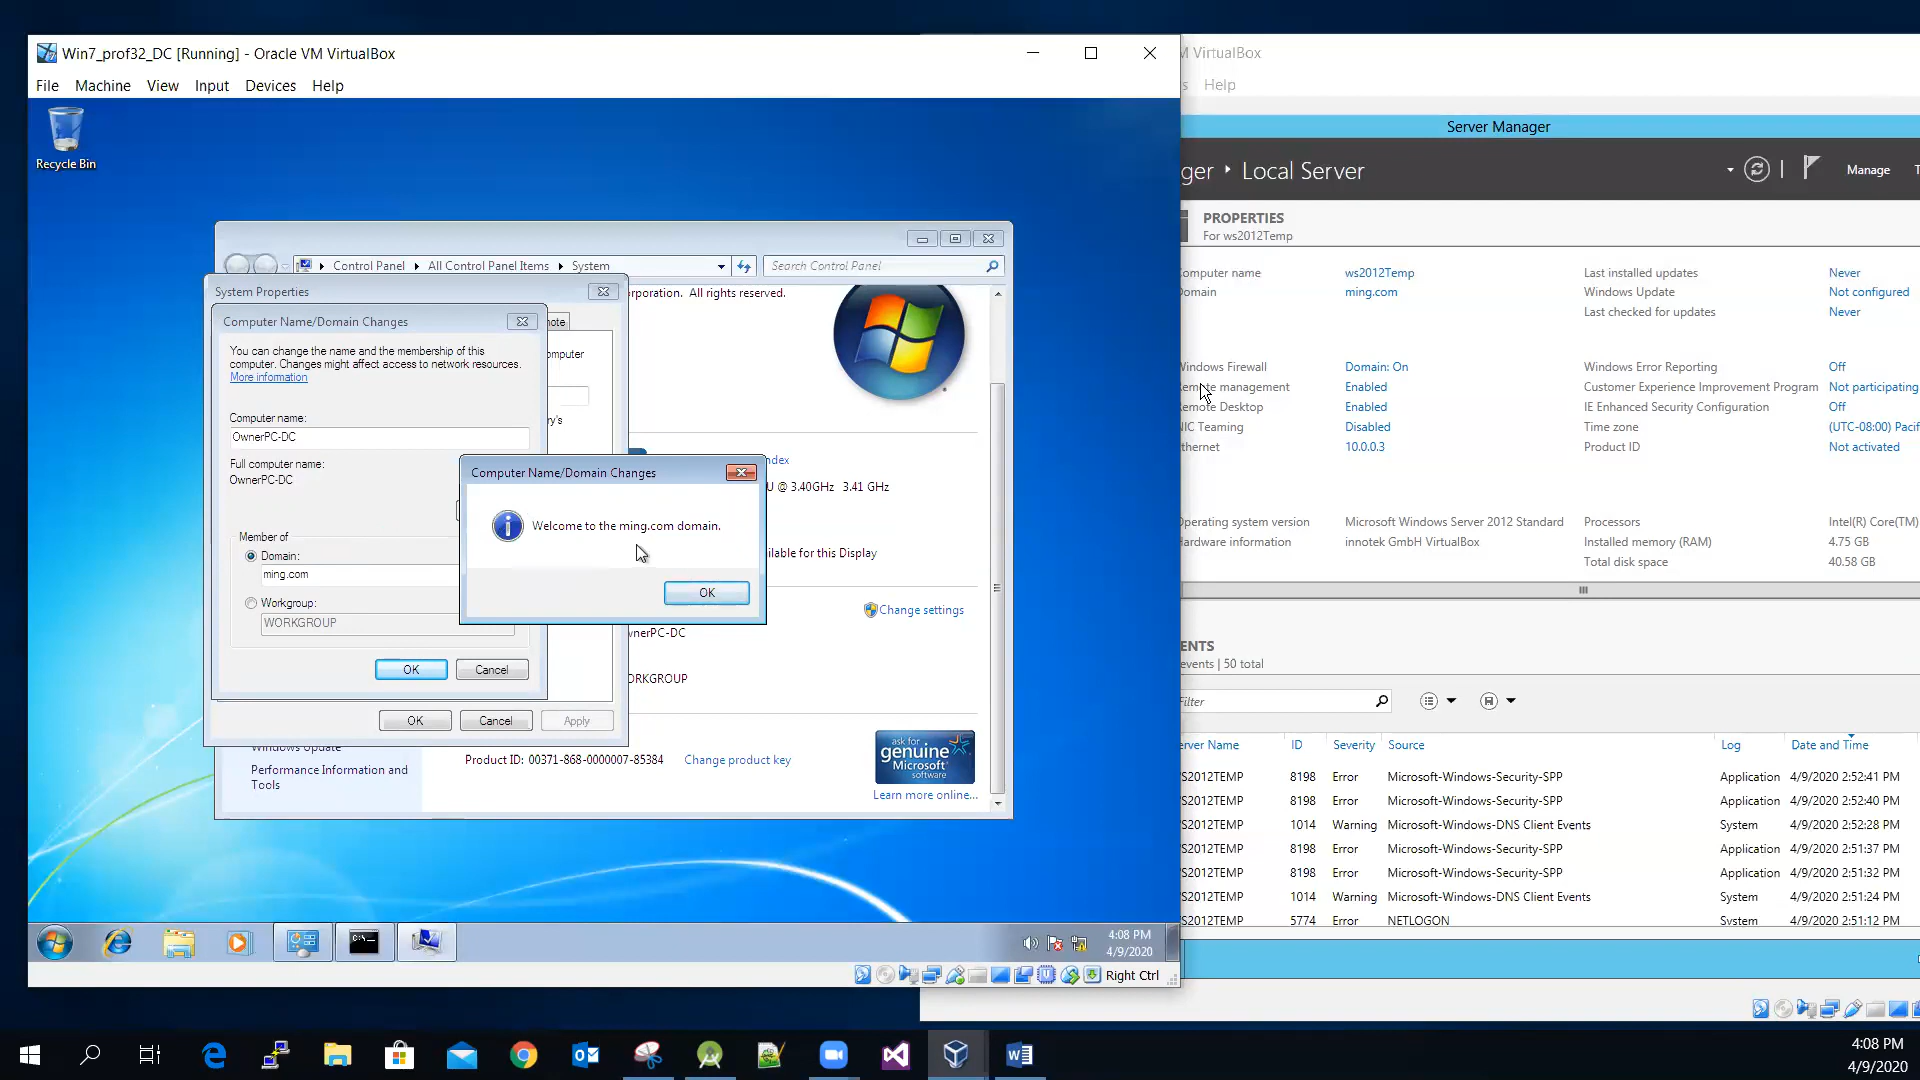 Win7_prof32_DC [Running] - Oracle VM VirtualBox
File Machine View Input Devices Help
Recycle Bin
Control Panel All Control Panel Items System
Search Control Panel
All rights reserved.
System Properties
Computer Name/Domain Changes
You can change the name and the membership of this
computer. Changes might affect access to network resources.
More information
Computer name:
OwnerPC-DC
Full computer name:
OwnerPC-DC
Member of
Domain:
ming.com
Workgroup:
WORKGROUP
OK Cancel
OK Cancel Apply
Computer Name/Domain Changes
Welcome to the ming.com domain.
OK
@ 3.40GHz 3.41 GHz
for this Display
Change settings
Windows Update
Performance Information and
Tools
Product ID: 00371-868-0000007-85384 Change product key
ask for
genuine
Microsoft
software
Learn more online...
4:08 PM
4/9/2020
Right Ctrl
VirtualBox
Help
Server Manager
Local Server
Manage
PROPERTIES
For ws2012Temp
Computer name ws2012Temp Last installed updates Never
Domain ming.com Windows Update Not configured
Last checked for updates Never
Windows Firewall Domain: On Windows Error Reporting Off
Remote management Enabled Customer Experience Improvement Program Not participating
Remote Desktop Enabled IE Enhanced Security Configuration Off
NIC Teaming Disabled Time zone (UTC-08:00) Pacif
Ethernet 10.0.0.3 Product ID Not activated
Operating system version Microsoft Windows Server 2012 Standard Processors Intel(R) Core(TM)
Hardware information innotek GmbH VirtualBox Installed memory (RAM) 4.75 GB
Total disk space 40.58 GB
ENTS
events | 50 total
Filter
Server Name ID Severity Source Log Date and Time
S2012TEMP 8198 Error Microsoft-Windows-Security-SPP Application 4/9/2020 2:52:41 PM
S2012TEMP 8198 Error Microsoft-Windows-Security-SPP Application 4/9/2020 2:52:40 PM
S2012TEMP 1014 Warning Microsoft-Windows-DNS Client Events System 4/9/2020 2:52:28 PM
S2012TEMP 8198 Error Microsoft-Windows-Security-SPP Application 4/9/2020 2:51:37 PM
S2012TEMP 8198 Error Microsoft-Windows-Security-SPP Application 4/9/2020 2:51:32 PM
S2012TEMP 1014 Warning Microsoft-Windows-DNS Client Events System 4/9/2020 2:51:24 PM
S2012TEMP 5774 Error NETLOGON System 4/9/2020 2:51:12 PM
4:08 PM
4/9/2020